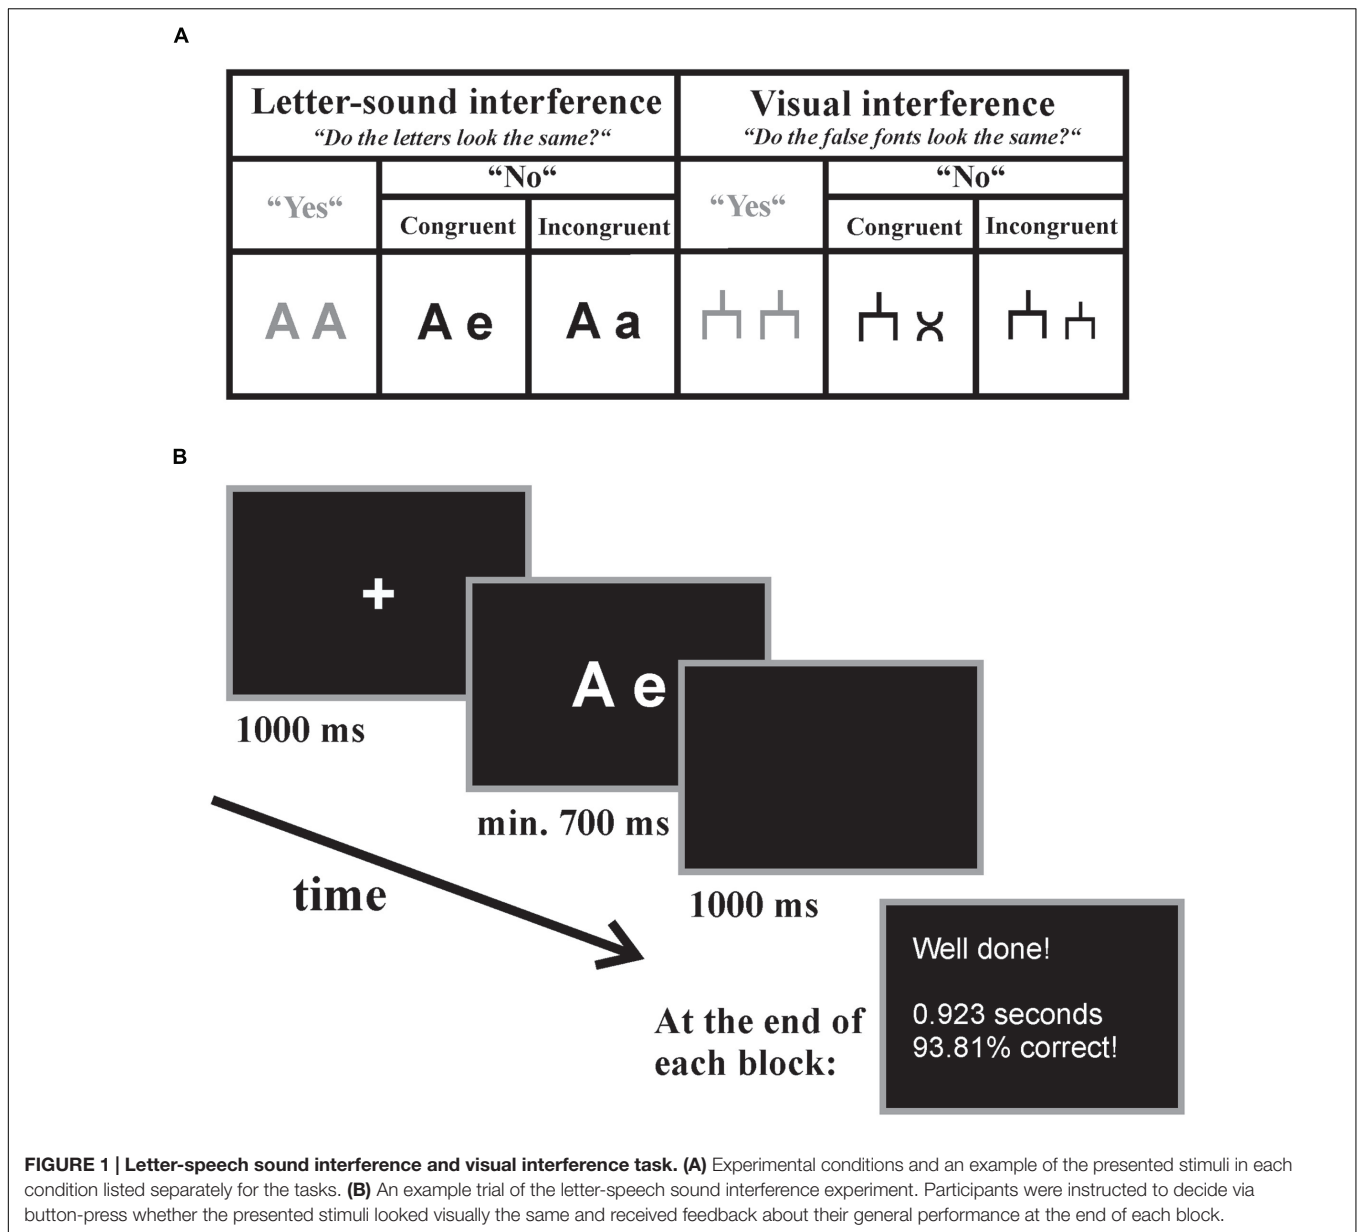 A
Letter-sound interference
“Do the letters look the same?“
Visual interference
“Do the false fonts look the same?“
“Yes“
“No“
Congruent
Incongruent
“Yes“
“No“
Congruent
Incongruent
A A
A e
A a
B
+
1000 ms
A e
min. 700 ms
1000 ms
time
At the end of
each block:
Well done!
0.923 seconds
93.81% correct!
FIGURE 1 | Letter-speech sound interference and visual interference task. (A) Experimental conditions and an example of the presented stimuli in each
condition listed separately for the tasks. (B) An example trial of the letter-speech sound interference experiment. Participants were instructed to decide via
button-press whether the presented stimuli looked visually the same and received feedback about their general performance at the end of each block.